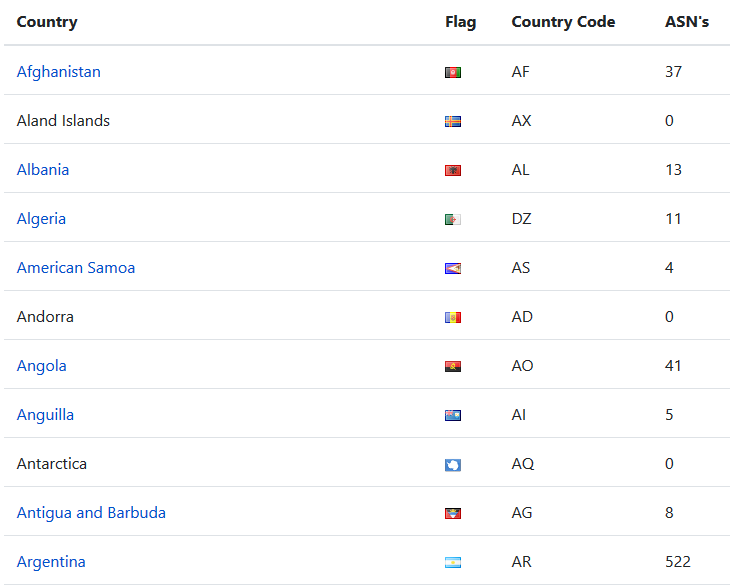 Country Flag Country Code ASN's
Afghanistan AF 37
Aland Islands AX 0
Albania AL 13
Algeria DZ 11
American Samoa AS 4
Andorra AD 0
Angola AO 41
Anguilla AI 5
Antarctica AQ 0
Antigua and Barbuda AG 8
Argentina AR 522